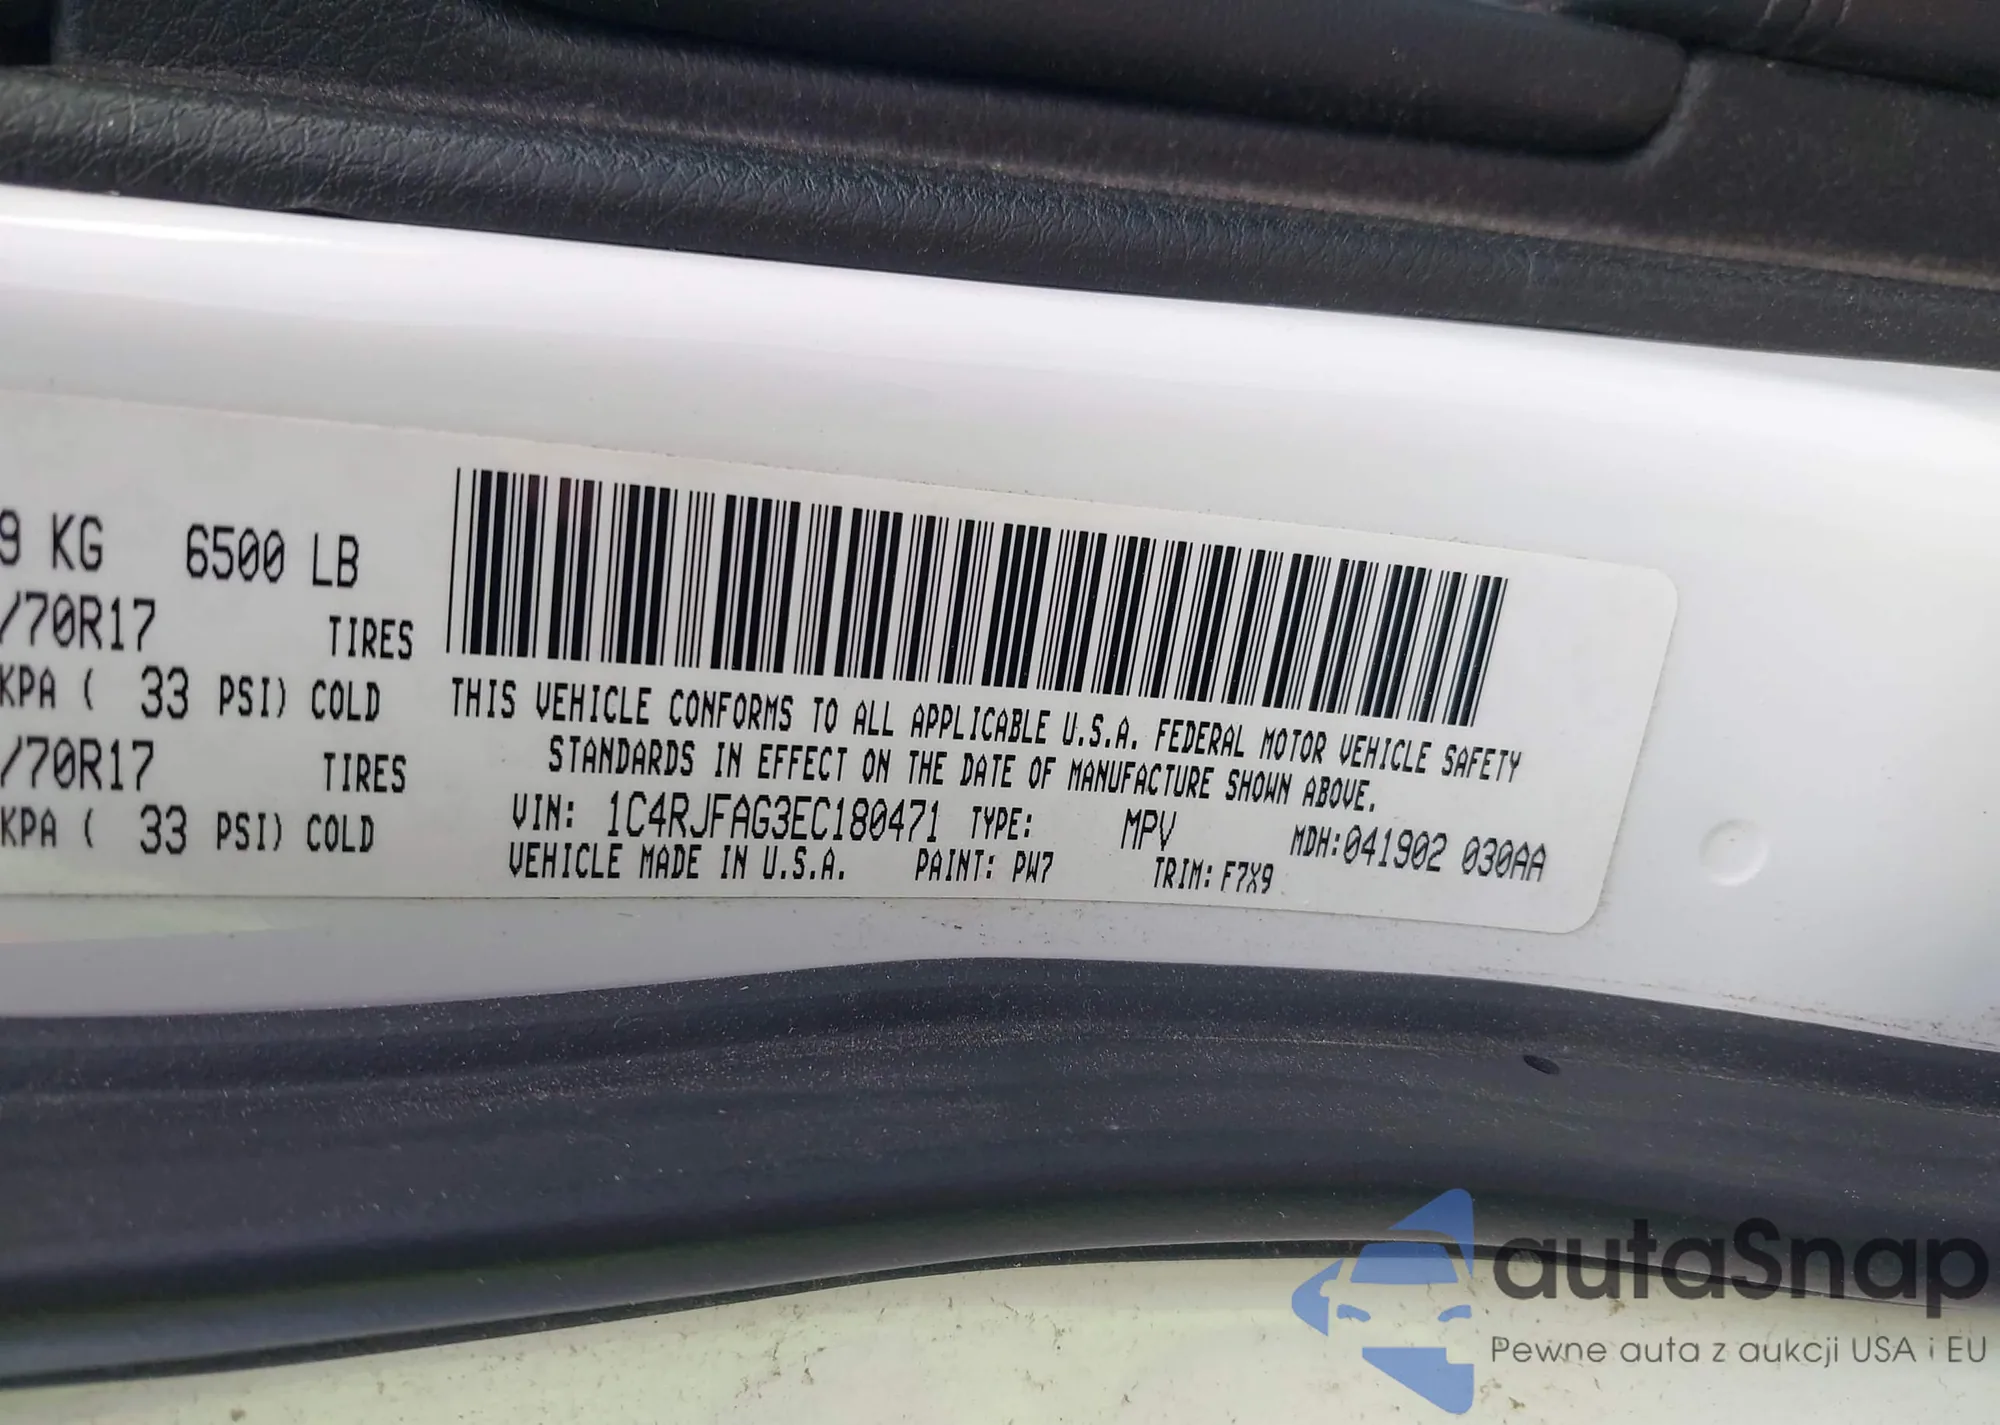 9 KG 6500 LB
/70R17 TIRES
KPA ( 33 PSI) COLD
/70R17 TIRES
KPA ( 33 PSI) COLD
THIS VEHICLE CONFORMS TO ALL APPLICABLE U.S.A. FEDERAL MOTOR VEHICLE SAFETY
STANDARDS IN EFFECT ON THE DATE OF MANUFACTURE SHOWN ABOVE.
VIN: 1C4RJFAG3EC180471 TYPE: MPV MDH:041902 030AA
VEHICLE MADE IN U.S.A. PAINT: PW7 TRIM: F7X9
autaSnap
Pewne auta z aukcji USA i EU